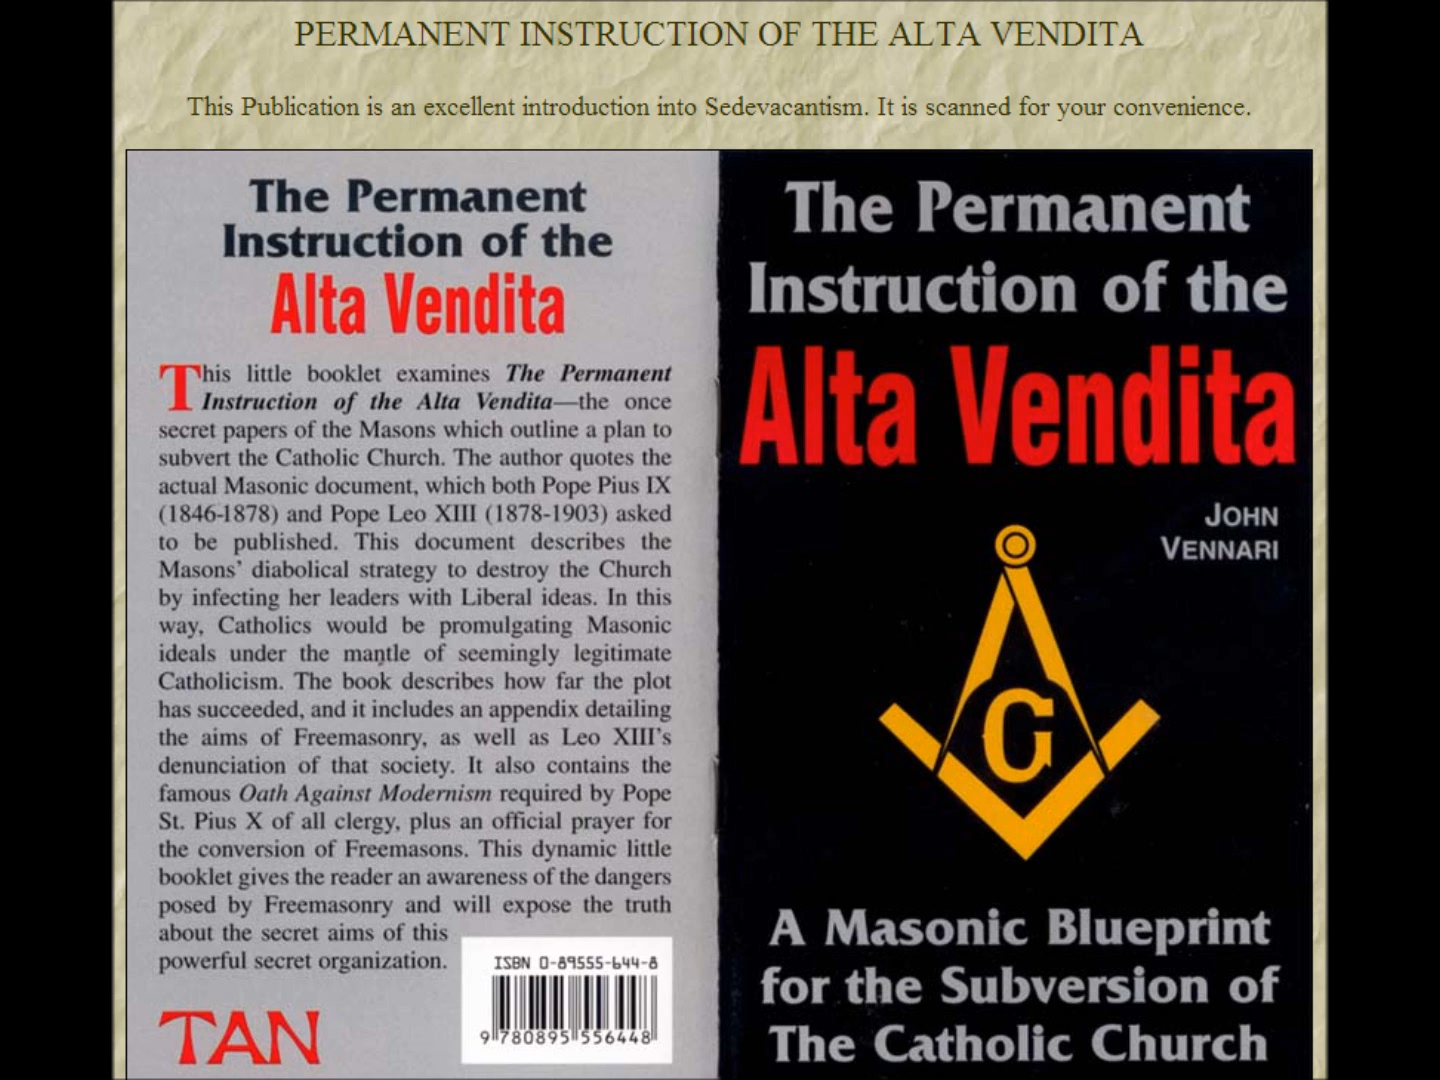 PERMANENT INSTRUCTION OF THE ALTA VENDITA
This Publication is an excellent introduction into Sedevacantism. It is scanned for your convenience.
The Permanent
Instruction of the
Alta Vendita
This little booklet examines The Permanent
Instruction of the Alta Vendita—the once
secret papers of the Masons which outline a plan to
subvert the Catholic Church. The author quotes the
actual Masonic document, which both Pope Pius IX
(1846-1878) and Pope Leo XIII (1878-1903) asked
to be published. This document describes the
Masons' diabolical strategy to destroy the Church
by infecting her leaders with Liberal ideas. In this
way, Catholics would be promulgating Masonic
ideals under the mantle of seemingly legitimate
Catholicism. The book describes how far the plot
has succeeded, and it includes an appendix detailing
the aims of Freemasonry, as well as Leo XIII's
denunciation of that society. It also contains the
famous Oath Against Modernism required by Pope
St. Pius X of all clergy, plus an official prayer for
the conversion of Freemasons. This dynamic little
booklet gives the reader an awareness of the dangers
posed by Freemasonry and will expose the truth
about the secret aims of this
powerful secret organization.
ISBN 0-89555-644-8
9 780895 556448
TAN
The Permanent
Instruction of the
Alta Vendita
JOHN
VENNARI
G
A Masonic Blueprint
for the Subversion of
The Catholic Church